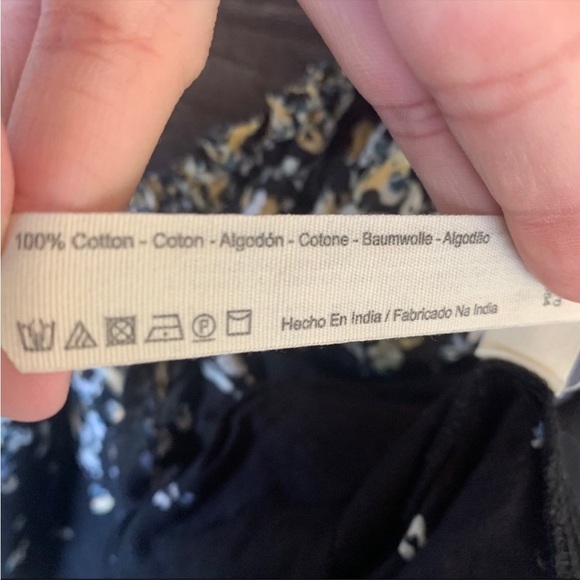 100% Cotton - Coton - Algodón - Cotone - Baumwolle - Algodão
P
Hecho En India / Fabricado Na India